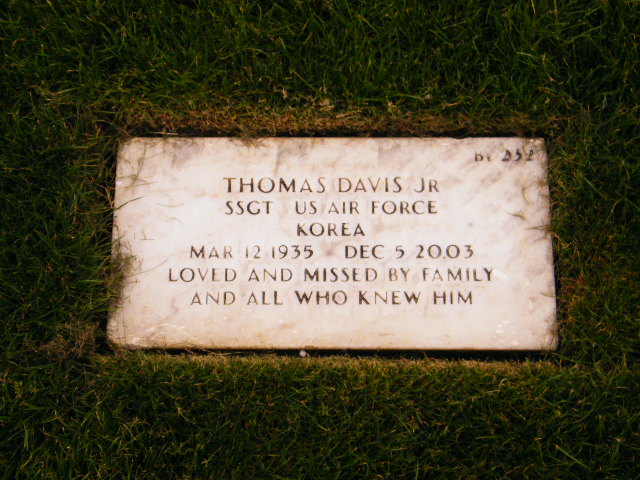 THOMAS DAVIS JR
SSGT US AIR FORCE
KOREA
MAR 12 1935 DEC 5 2003
LOVED AND MISSED BY FAMILY
AND ALL WHO KNEW HIM